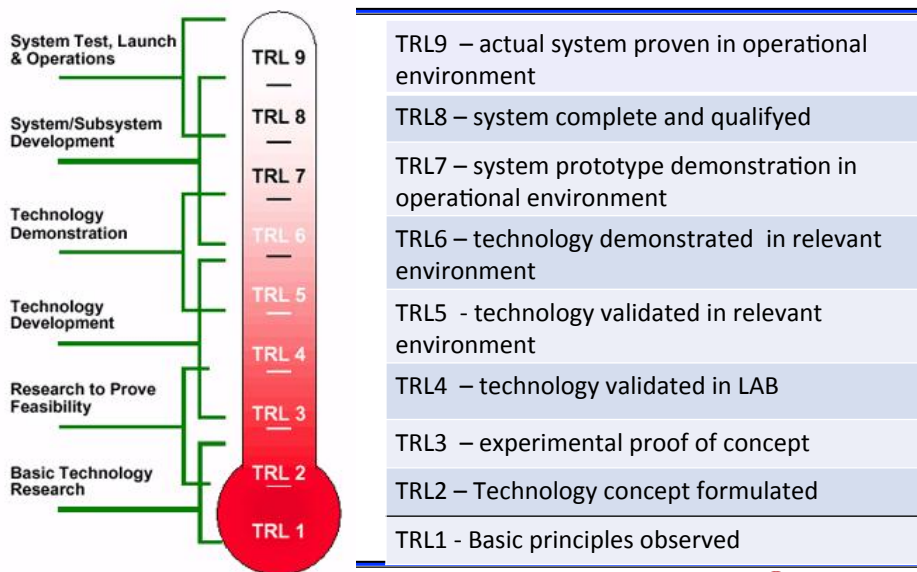 System Test, Launch
& Operations
System/Subsystem
Development
Technology
Demonstration
Technology
Development
Research to Prove
Feasibility
Basic Technology
Research
TRL 9
TRL 8
TRL 7
TRL 6
TRL 5
TRL 4
TRL 3
TRL 2
TRL 1
TRL9 – actual system proven in operational
environment
TRL8 – system complete and qualifyed
TRL7 – system prototype demonstration in
operational environment
TRL6 – technology demonstrated in relevant
environment
TRL5 - technology validated in relevant
environment
TRL4 – technology validated in LAB
TRL3 – experimental proof of concept
TRL2 – Technology concept formulated
TRL1 - Basic principles observed